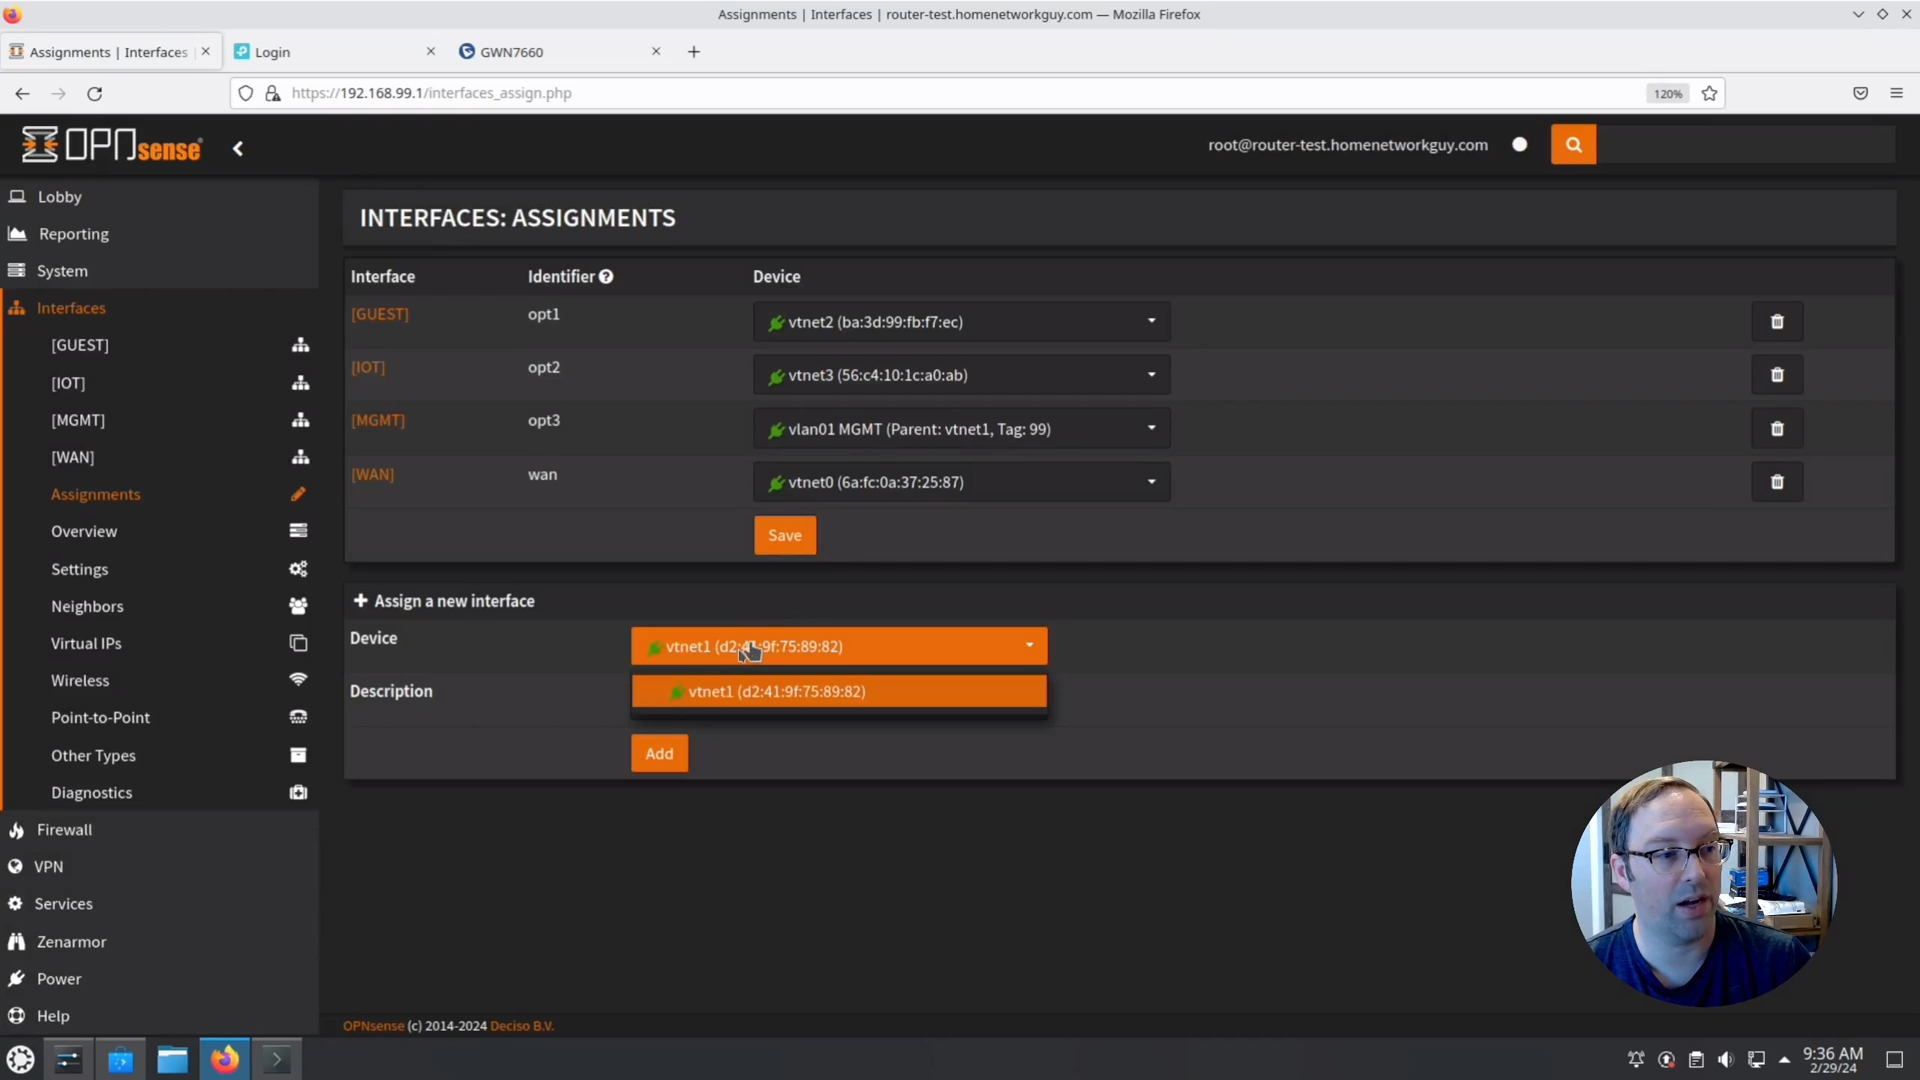 Assignments | Interfaces | router-test.homenetworkguy.com — Mozilla Firefox
Assignments | Interfaces
Login
GWN7660
https://192.168.99.1/interfaces_assign.php
120%
OPNsense
root@router-test.homenetworkguy.com
Lobby
Reporting
System
Interfaces
[GUEST]
[IOT]
[MGMT]
[WAN]
Assignments
Overview
Settings
Neighbors
Virtual IPs
Wireless
Point-to-Point
Other Types
Diagnostics
Firewall
VPN
Services
Zenarmor
Power
Help
INTERFACES: ASSIGNMENTS
Interface Identifier Device
[GUEST] opt1 vtnet2 (ba:3d:99:fb:f7:ec)
[IOT] opt2 vtnet3 (56:c4:10:1c:a0:ab)
[MGMT] opt3 vlan01 MGMT (Parent: vtnet1, Tag: 99)
[WAN] wan vtnet0 (6a:fc:0a:37:25:87)
Save
Assign a new interface
Device vtnet1 (d2:41:9f:75:89:82)
vtnet1 (d2:41:9f:75:89:82)
Description
Add
OPNsense (c) 2014-2024 Deciso B.V.
9:36 AM
2/29/24